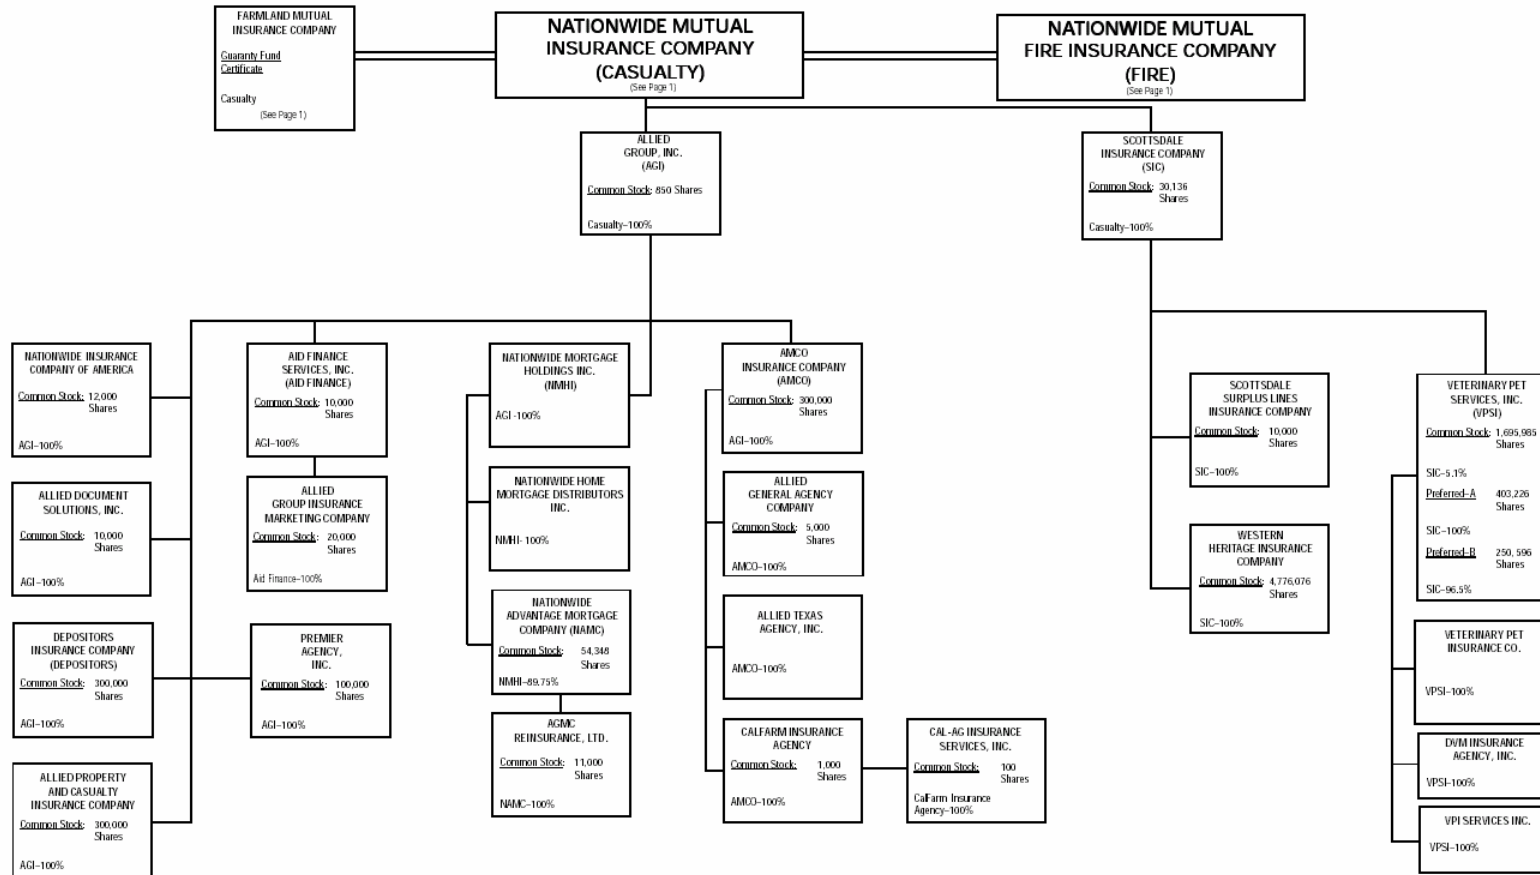 FARMLAND MUTUAL
INSURANCE COMPANY
Guaranty Fund
Certificate
Casualty
(See Page 1)
NATIONWIDE MUTUAL
INSURANCE COMPANY
(CASUALTY)
(See Page 1)
NATIONWIDE MUTUAL
FIRE INSURANCE COMPANY
(FIRE)
(See Page 1)
ALLIED
GROUP, INC.
(AGI)
Common Stock: 850 Shares
Casualty–100%
SCOTTSDALE
INSURANCE COMPANY
(SIC)
Common Stock: 30,136
Shares
Casualty–100%
NATIONWIDE INSURANCE
COMPANY OF AMERICA
Common Stock: 12,000
Shares
AGI–100%
AID FINANCE
SERVICES, INC.
(AID FINANCE)
Common Stock: 10,000
Shares
AGI–100%
NATIONWIDE MORTGAGE
HOLDINGS INC.
(NMHI)
AGI -100%
AMCO
INSURANCE COMPANY
(AMCO)
Common Stock: 300,000
Shares
AGI–100%
SCOTTSDALE
SURPLUS LINES
INSURANCE COMPANY
Common Stock: 10,000
Shares
SIC–100%
VETERINARY PET
SERVICES, INC.
(VPSI)
Common Stock: 1,695,985
Shares
SIC–5.1%
Preferred–A 403,226
Shares
SIC–100%
Preferred–B 250, 596
Shares
SIC–96.5%
ALLIED DOCUMENT
SOLUTIONS, INC.
Common Stock: 10,000
Shares
AGI–100%
ALLIED
GROUP INSURANCE
MARKETING COMPANY
Common Stock: 20,000
Shares
Aid Finance–100%
NATIONWIDE HOME
MORTGAGE DISTRIBUTORS
INC.
NMHI- 100%
ALLIED
GENERAL AGENCY
COMPANY
Common Stock: 5,000
Shares
AMCO–100%
WESTERN
HERITAGE INSURANCE
COMPANY
Common Stock: 4,776,076
Shares
SIC–100%
DEPOSITORS
INSURANCE COMPANY
(DEPOSITORS)
Common Stock: 300,000
Shares
AGI–100%
PREMIER
AGENCY,
INC.
Common Stock: 100,000
Shares
AGI–100%
NATIONWIDE
ADVANTAGE MORTGAGE
COMPANY (NAMC)
Common Stock: 54,348
Shares
NMHI–89.75%
ALLIED TEXAS
AGENCY, INC.
AMCO–100%
VETERINARY PET
INSURANCE CO.
VPSI–100%
ALLIED PROPERTY
AND CASUALTY
INSURANCE COMPANY
Common Stock: 300,000
Shares
AGI–100%
AGMC
REINSURANCE, LTD.
Common Stock: 11,000
Shares
NAMC–100%
CALFARM INSURANCE
AGENCY
Common Stock: 1,000
Shares
AMCO–100%
CAL-AG INSURANCE
SERVICES, INC.
Common Stock: 100
Shares
CalFarm Insurance
Agency–100%
DVM INSURANCE
AGENCY, INC.
VPSI–100%
VPI SERVICES INC.
VPSI–100%